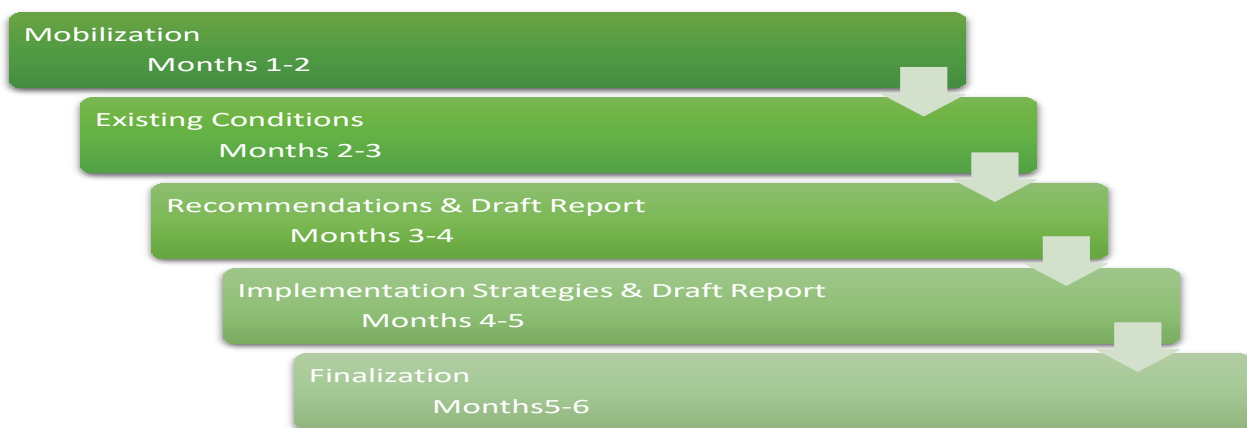 Mobilization
Months 1-2
Existing Conditions
Months 2-3
Recommendations & Draft Report
Months 3-4
Implementation Strategies & Draft Report
Months 4-5
Finalization
Months5-6